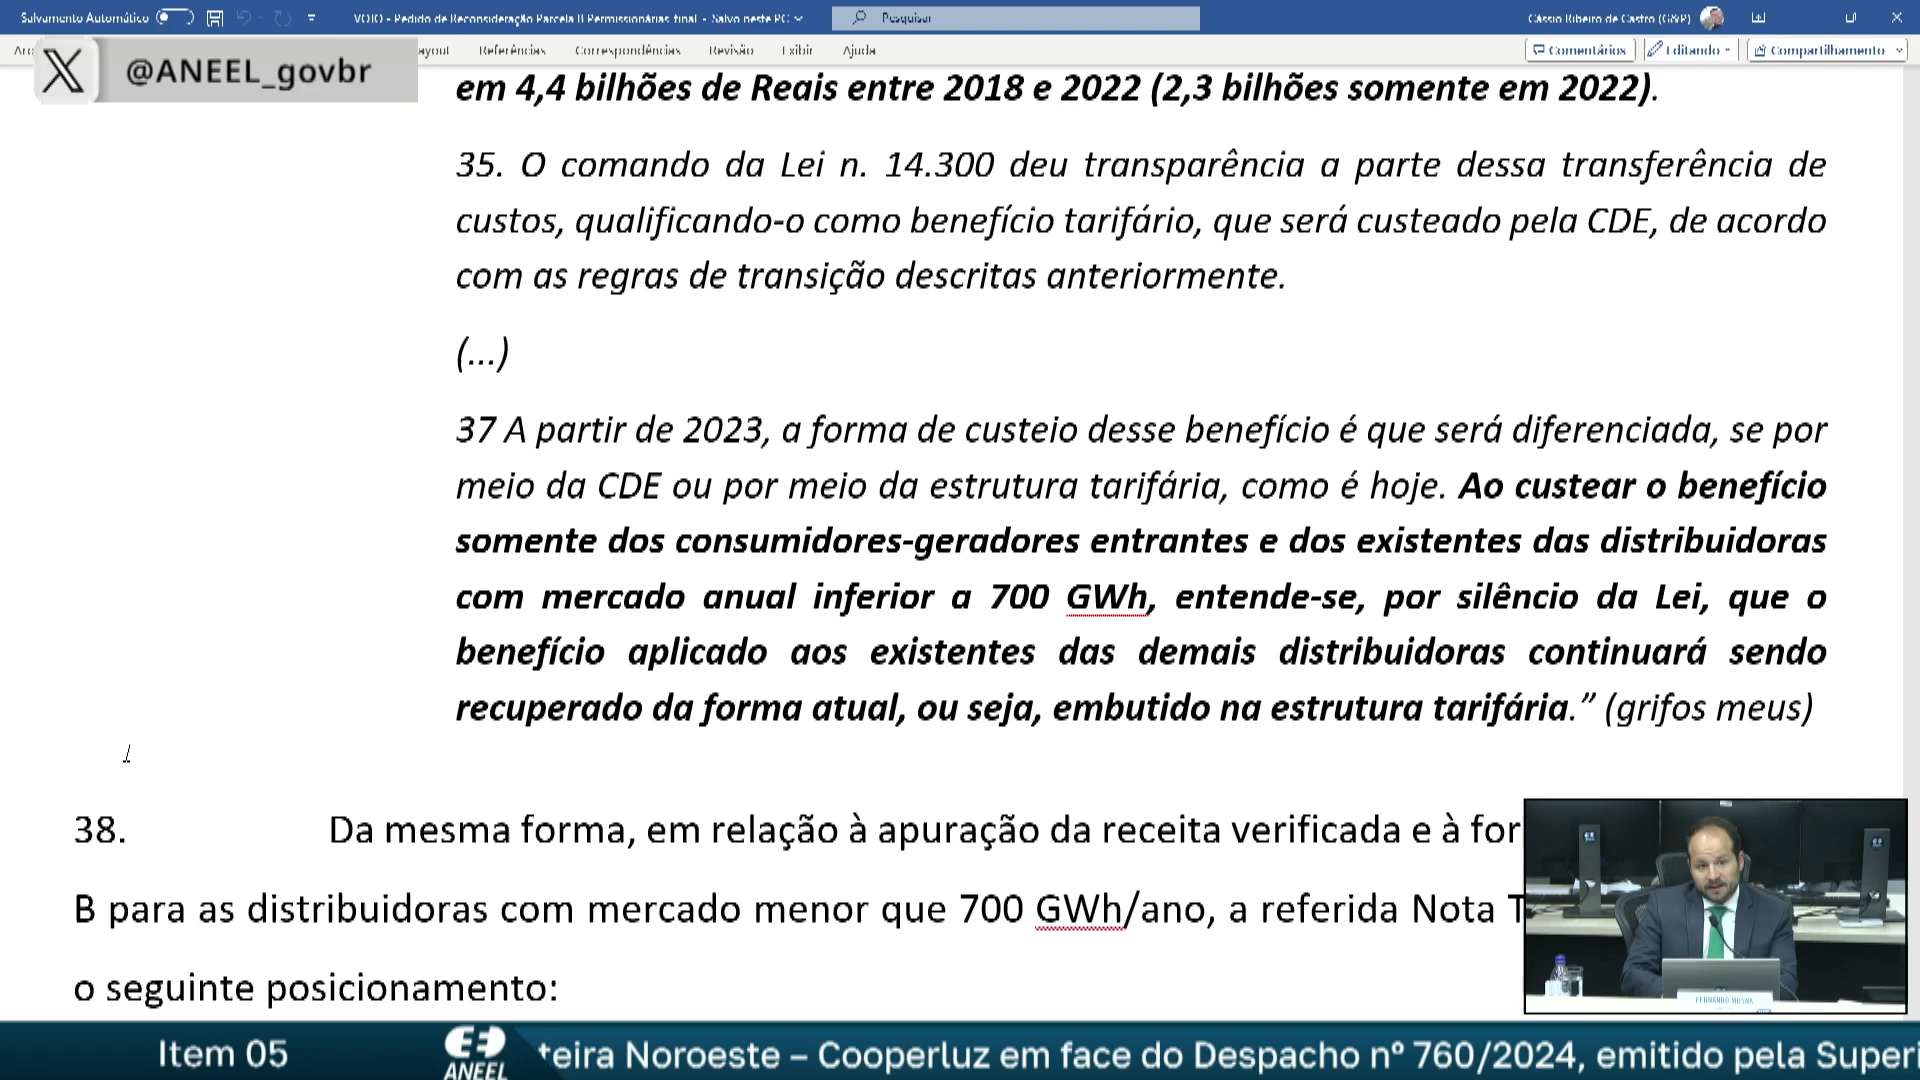 Salvamento Automático
VOTO - Pedido de Reconsideração Parcela B Permissionárias_final - Salvo neste PC
Pesquisar
Cássio Ribeiro de Castro (G&P)
Referências
Correspondências
Revisão
Exibir
Ajuda
Comentários
Editando
Compartilhamento
@ANEEL_govbr
em 4,4 bilhões de Reais entre 2018 e 2022 (2,3 bilhões somente em 2022).
35. O comando da Lei n. 14.300 deu transparência a parte dessa transferência de
custos, qualificando-o como benefício tarifário, que será custeado pela CDE, de acordo
com as regras de transição descritas anteriormente.
(...)
37 A partir de 2023, a forma de custeio desse benefício é que será diferenciada, se por
meio da CDE ou por meio da estrutura tarifária, como é hoje. Ao custear o benefício
somente dos consumidores-geradores entrantes e dos existentes das distribuidoras
com mercado anual inferior a 700 GWh, entende-se, por silêncio da Lei, que o
benefício aplicado aos existentes das demais distribuidoras continuará sendo
recuperado da forma atual, ou seja, embutido na estrutura tarifária.” (grifos meus)
38. Da mesma forma, em relação à apuração da receita verificada e à for
B para as distribuidoras com mercado menor que 700 GWh/ano, a referida Nota T
o seguinte posicionamento:
FERNANDO MOSNA
Item 05
ANEEL
teira Noroeste – Cooperluz em face do Despacho nº 760/2024, emitido pela Superi